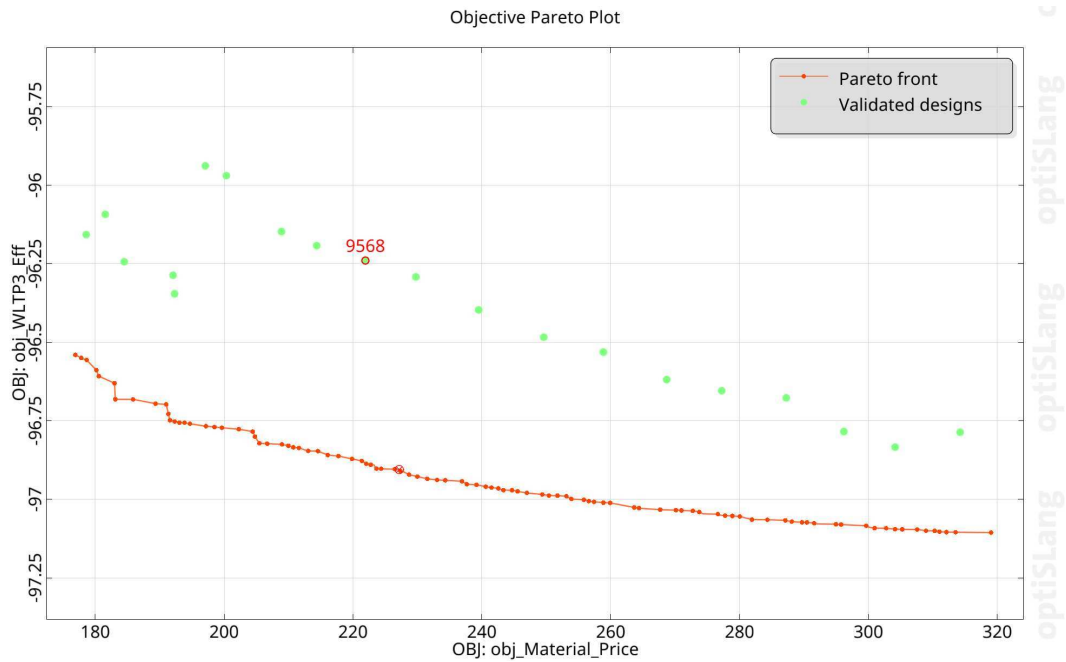 Objective Pareto Plot
Pareto front
Validated designs
9568
-95.75
-96
-96.25
-96.5
-96.75
-97
-97.25
OBJ: obj_WLTP3_Eff
180 200 220 240 260 280 300 320
OBJ: obj_Material_Price
optiSLang
optiSLang
optiSLang